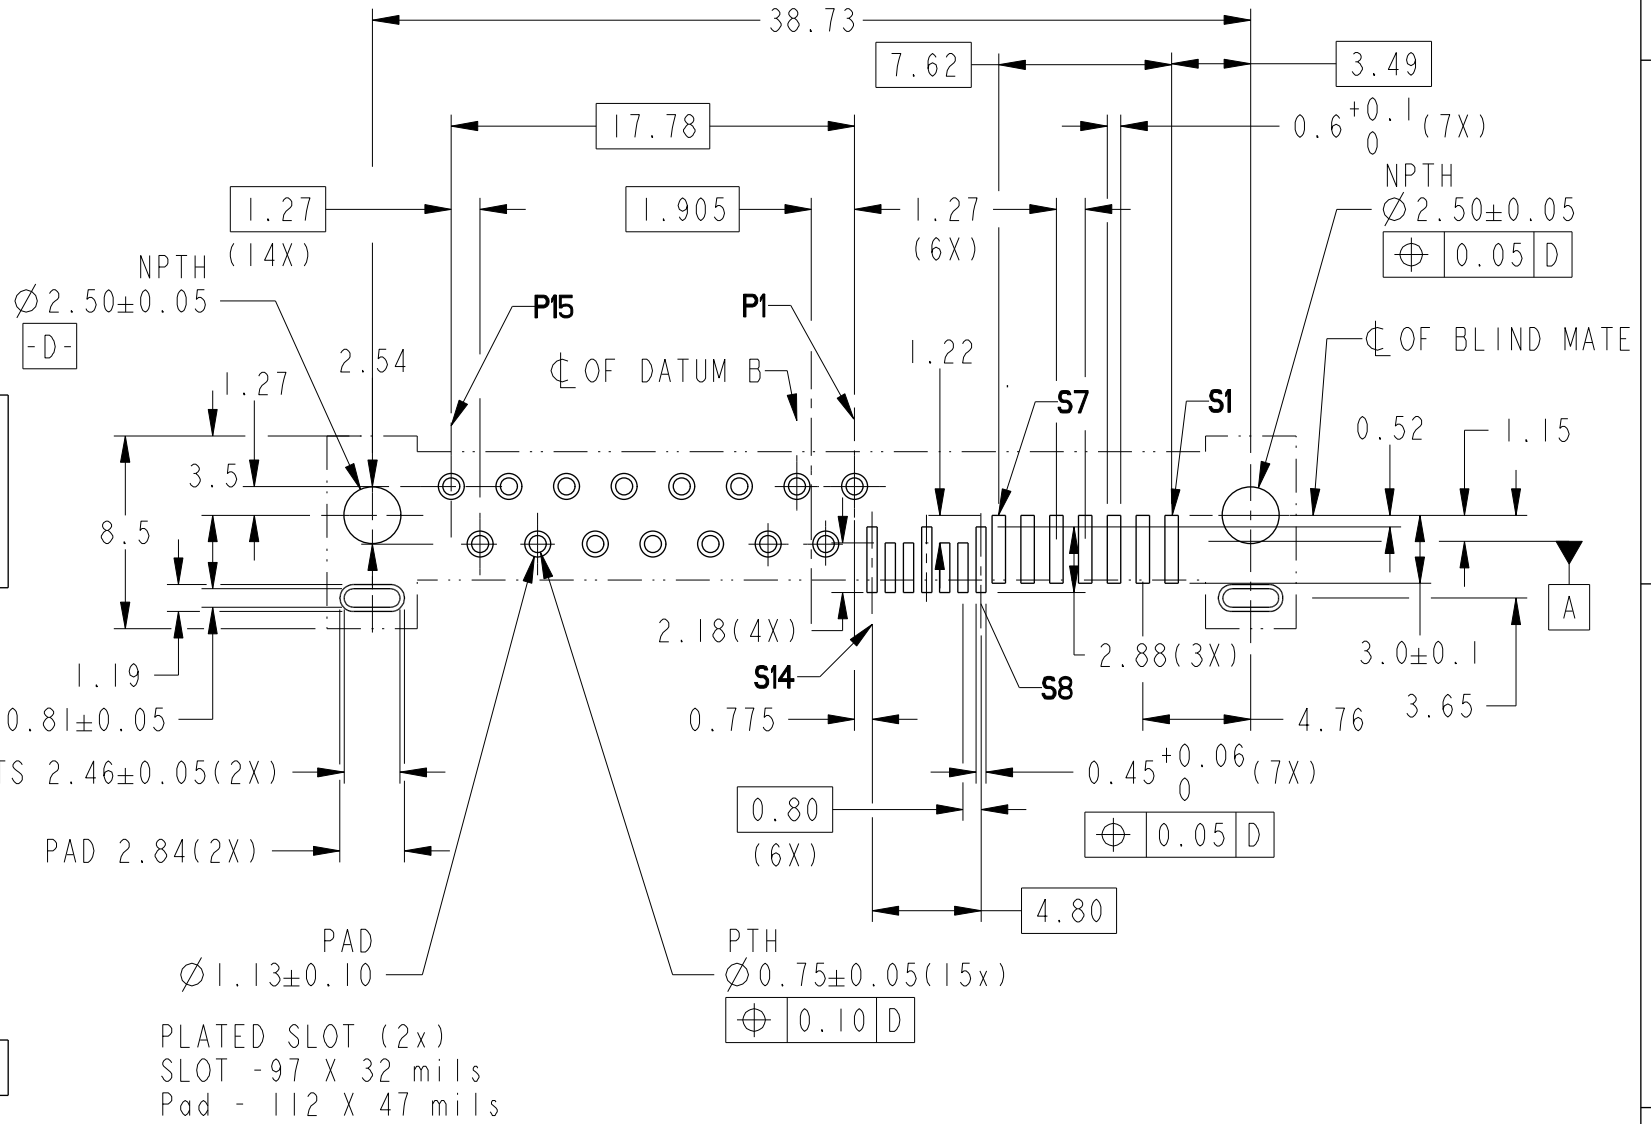 38.73
7.62
3.49
17.78
0.6 +0.1 0 (7X)
NPTH
1.27
(14X)
1.905
1.27
(6X)
Ø2.50±0.05
⌖ 0.05 D
NPTH
Ø2.50±0.05
-D-
P15
P1
℄ OF BLIND MATE
2.54
1.22
℄ OF DATUM B
1.27
S7
S1
0.52
1.15
3.5
8.5
A
2.18(4X)
2.88(3X)
3.0±0.1
1.19
S14
S8
3.65
0.81±0.05
0.775
4.76
TS 2.46±0.05(2X)
0.45 +0.06 0 (7X)
0.80
(6X)
⌖ 0.05 D
PAD 2.84(2X)
4.80
PAD
Ø1.13±0.10
PTH
Ø0.75±0.05(15x)
⌖ 0.10 D
PLATED SLOT (2x)
SLOT -97 X 32 mils
Pad - 112 X 47 mils